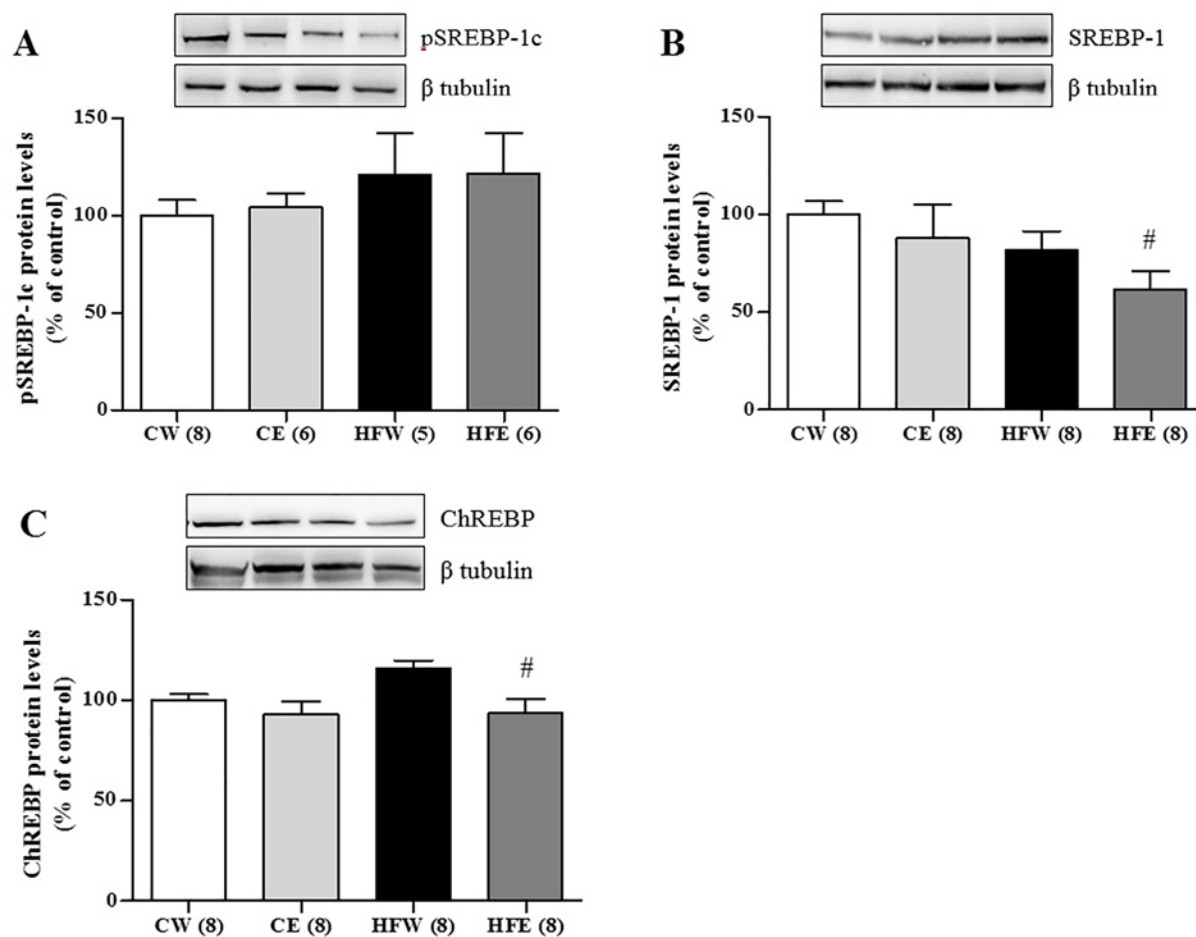 A
pSREBP-1c
β tubulin
pSREBP-1c protein levels
(% of control)
150
100
50
0
CW (8)
CE (6)
HFW (5)
HFE (6)
B
SREBP-1
β tubulin
SREBP-1 protein levels
(% of control)
150
100
50
0
#
CW (8)
CE (8)
HFW (8)
HFE (8)
C
ChREBP
β tubulin
ChREBP protein levels
(% of control)
150
100
50
0
#
CW (8)
CE (8)
HFW (8)
HFE (8)